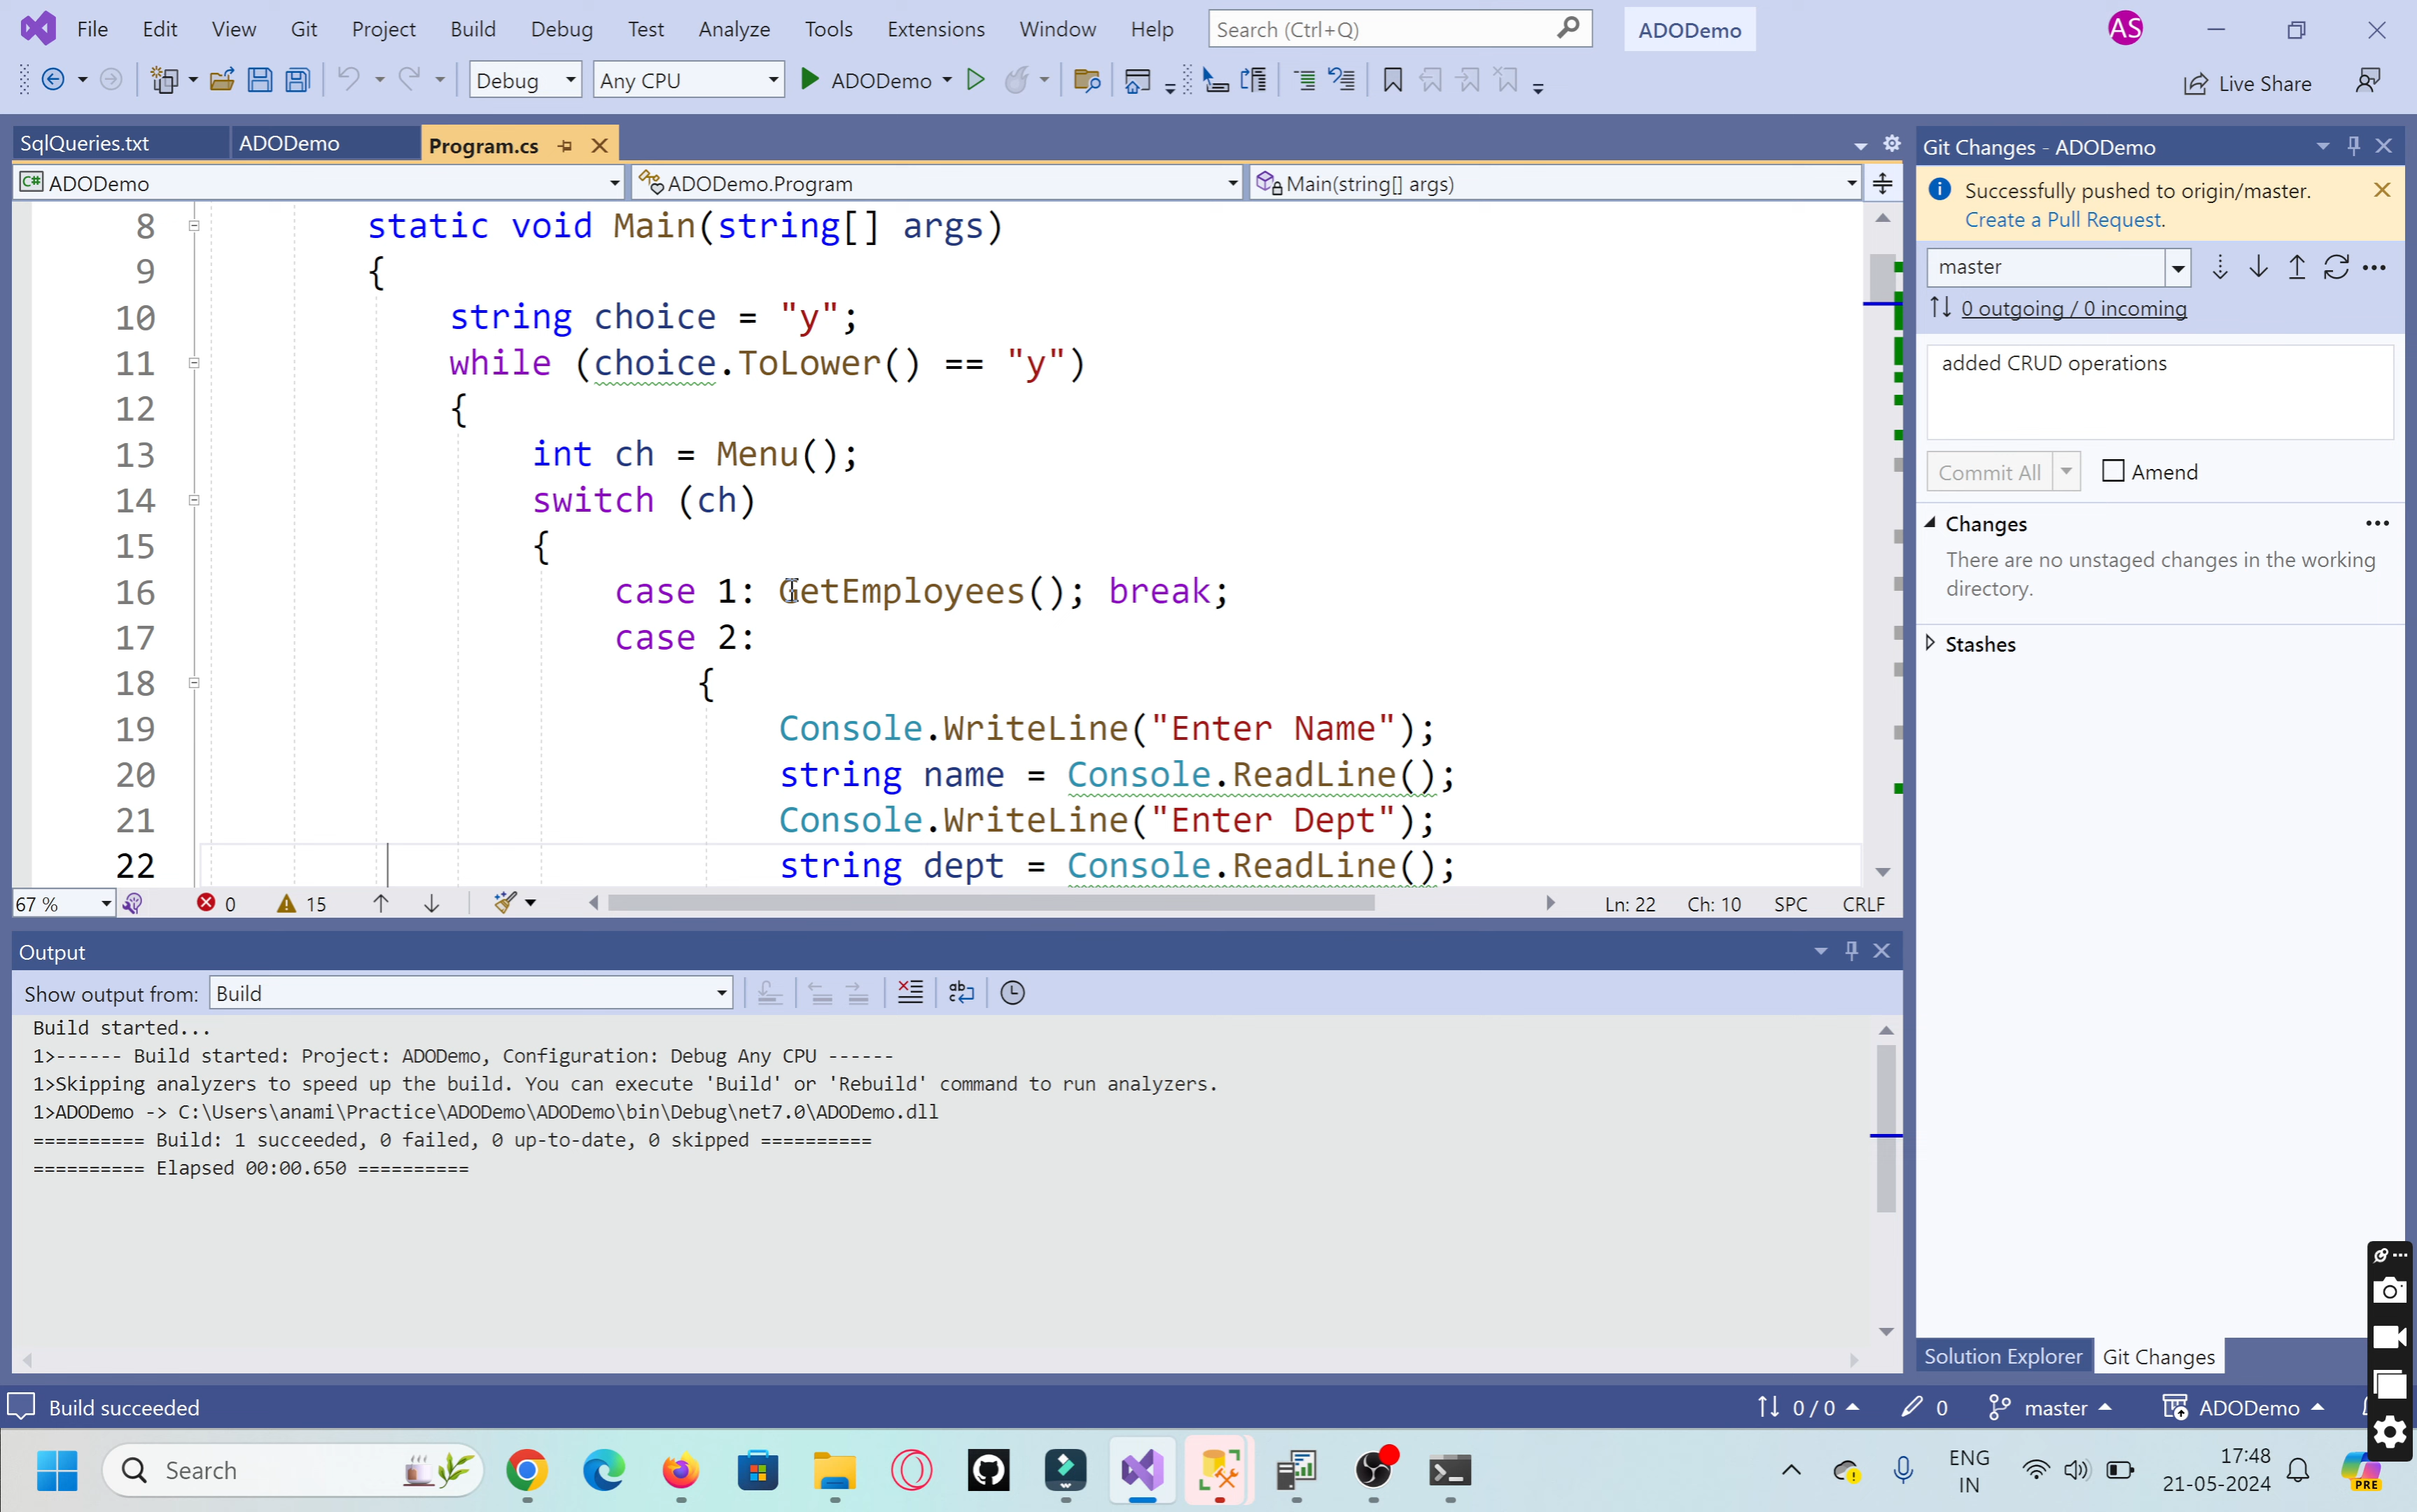 File Edit View Git Project Build Debug Test Analyze Tools Extensions Window Help Search (Ctrl+Q) ADODemo AS
Debug Any CPU ADODemo Live Share
SqlQueries.txt ADODemo Program.cs
C# ADODemo ADODemo.Program Main(string[] args)
8 static void Main(string[] args)
9 {
10 string choice = "y";
11 while (choice.ToLower() == "y")
12 {
13 int ch = Menu();
14 switch (ch)
15 {
16 case 1: GetEmployees(); break;
17 case 2:
18 {
19 Console.WriteLine("Enter Name");
20 string name = Console.ReadLine();
21 Console.WriteLine("Enter Dept");
22 string dept = Console.ReadLine();
67 % 0 15 Ln: 22 Ch: 10 SPC CRLF
Output
Show output from: Build
Build started...
1>------ Build started: Project: ADODemo, Configuration: Debug Any CPU ------
1>Skipping analyzers to speed up the build. You can execute 'Build' or 'Rebuild' command to run analyzers.
1>ADODemo -> C:\Users\anami\Practice\ADODemo\ADODemo\bin\Debug\net7.0\ADODemo.dll
========== Build: 1 succeeded, 0 failed, 0 up-to-date, 0 skipped ==========
========== Elapsed 00:00.650 ==========
Git Changes - ADODemo
Successfully pushed to origin/master.
Create a Pull Request.
master
0 outgoing / 0 incoming
added CRUD operations
Commit All Amend
Changes
There are no unstaged changes in the working
directory.
Stashes
Solution Explorer Git Changes
Build succeeded 0 / 0 0 master ADODemo
Search ENG 17:48
IN 21-05-2024
PRE